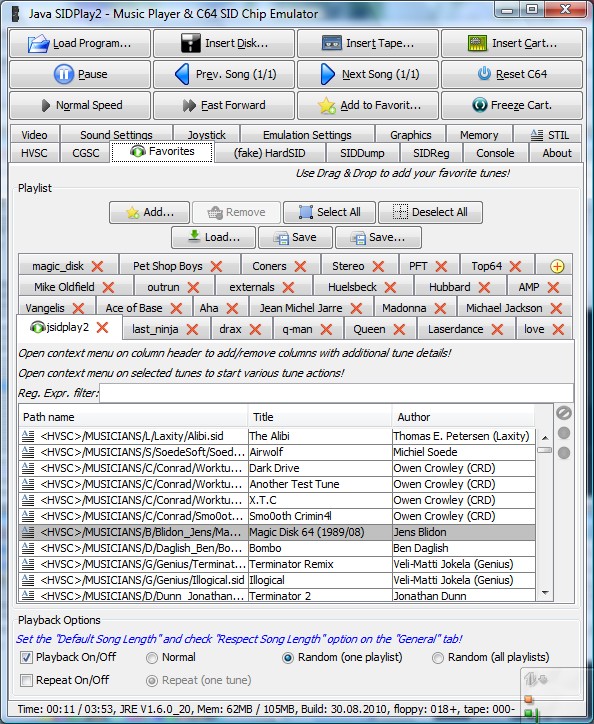 Java SIDPlay2 - Music Player & C64 SID Chip Emulator
Load Program... Insert Disk... Insert Tape... Insert Cart...
Pause Prev. Song (1/1) Next Song (1/1) Reset C64
Normal Speed Fast Forward Add to Favorit... Freeze Cart.
Video Sound Settings Joystick Emulation Settings Graphics Memory STIL
HVSC CGSC Favorites (fake) HardSID SIDDump SIDReg Console About
Use Drag & Drop to add your favorite tunes!
Playlist
Add... Remove Select All Deselect All
Load... Save Save...
magic_disk Pet Shop Boys Coners Stereo PFT Top64
Mike Oldfield outrun externals Huelsbeck Hubbard AMP
Vangelis Ace of Base Aha Jean Michel Jarre Madonna Michael Jackson
jsidplay2 last_ninja drax q-man Queen Laserdance love
Open context menu on column header to add/remove columns with additional tune details!
Open context menu on selected tunes to start various tune actions!
Reg. Expr. filter:
Path name Title Author
<HVSC>/MUSICIANS/L/Laxity/Alibi.sid The Alibi Thomas E. Petersen (Laxity)
<HVSC>/MUSICIANS/S/SoedeSoft/Soed... Airwolf Michiel Soede
<HVSC>/MUSICIANS/C/Conrad/Worktu... Dark Drive Owen Crowley (CRD)
<HVSC>/MUSICIANS/C/Conrad/Worktu... Another Test Tune Owen Crowley (CRD)
<HVSC>/MUSICIANS/C/Conrad/Worktu... X.T.C Owen Crowley (CRD)
<HVSC>/MUSICIANS/C/Conrad/Smo0ot... Smo0oth Crimin4l Owen Crowley (CRD)
<HVSC>/MUSICIANS/B/Blidon_Jens/Ma... Magic Disk 64 (1989/08) Jens Blidon
<HVSC>/MUSICIANS/D/Daglish_Ben/Bo... Bombo Ben Daglish
<HVSC>/MUSICIANS/G/Genius/Terminat... Terminator Remix Veli-Matti Jokela (Genius)
<HVSC>/MUSICIANS/G/Genius/Illogical.sid Illogical Veli-Matti Jokela (Genius)
<HVSC>/MUSICIANS/D/Dunn_Jonathan... Terminator 2 Jonathan Dunn
Playback Options
Set the "Default Song Length" and check "Respect Song Length" option on the "General" tab!
Playback On/Off Normal Random (one playlist) Random (all playlists)
Repeat On/Off Repeat (one tune)
Time: 00:11 / 03:53, JRE V1.6.0_20, Mem: 62MB / 105MB, Build: 30.08.2010, floppy: 018+, tape: 000-